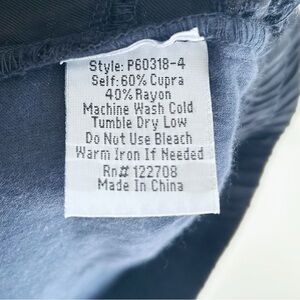 Style: P60318-4
Self: 60% Cupra
40% Rayon
Machine Wash Cold
Tumble Dry Low
Do Not Use Bleach
Warm Iron If Needed
Rn# 122708
Made In China